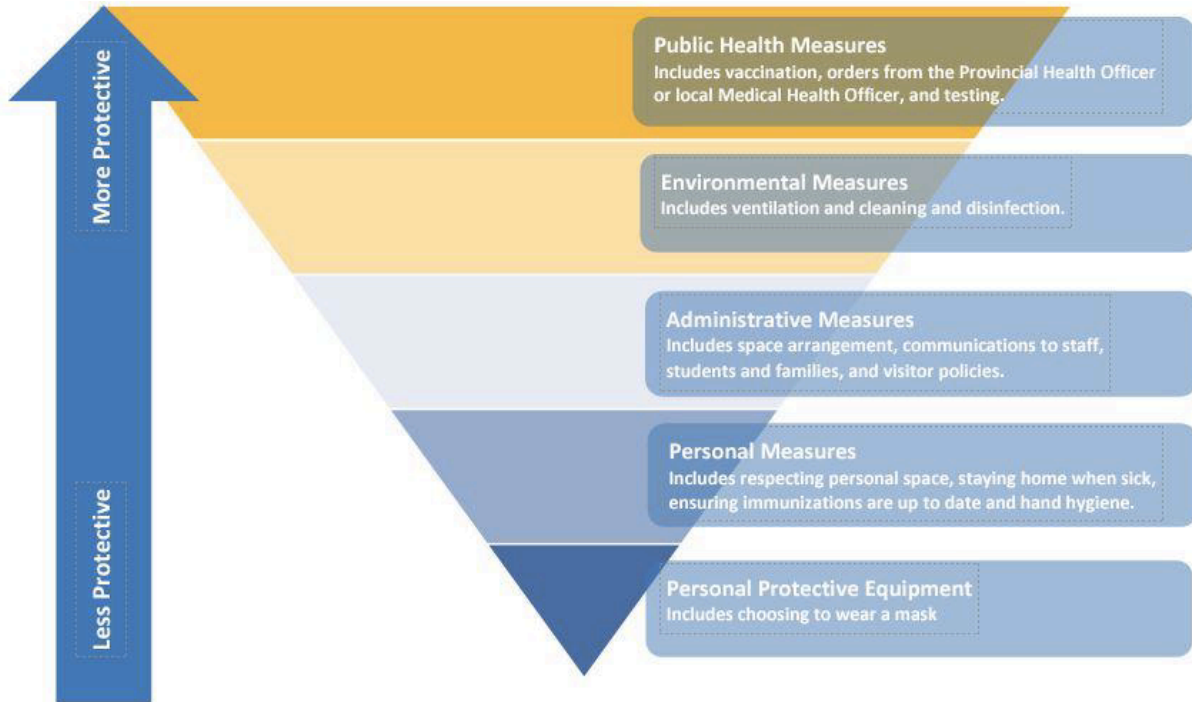 More Protective
Less Protective
Public Health Measures
Includes vaccination, orders from the Provincial Health Officer
or local Medical Health Officer, and testing.
Environmental Measures
Includes ventilation and cleaning and disinfection.
Administrative Measures
Includes space arrangement, communications to staff,
students and families, and visitor policies.
Personal Measures
Includes respecting personal space, staying home when sick,
ensuring immunizations are up to date and hand hygiene.
Personal Protective Equipment
Includes choosing to wear a mask